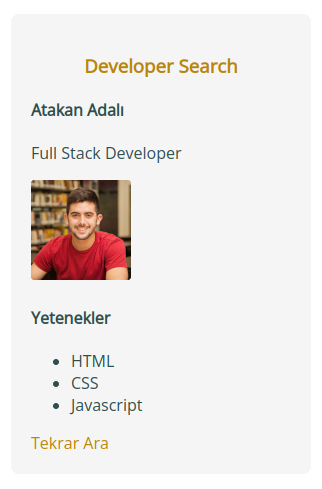 Developer Search
Atakan Adalı
Full Stack Developer
Yetenekler
HTML
CSS
Javascript
Tekrar Ara